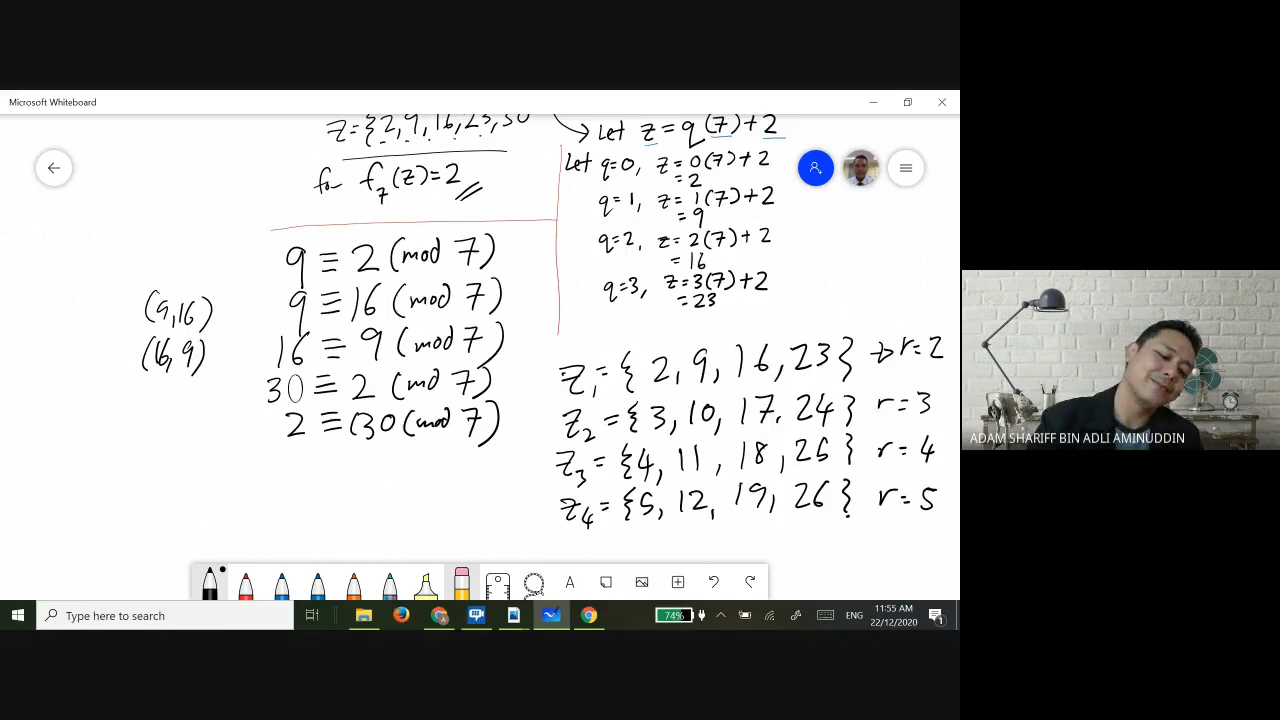 Microsoft Whiteboard
z={2,9,16,23,30
for f₇(z)=2
9 ≡ 2 (mod 7)
9 ≡ 16 (mod 7)
16 ≡ 9 (mod 7)
30 ≡ 2 (mod 7)
2 ≡ 30 (mod 7)
(9,16)
(16,9)
→ Let z = q(7)+2
Let q=0, z=0(7)+2
=2
q=1, z=1(7)+2
=9
q=2, z=2(7)+2
=16
q=3, z=3(7)+2
=23
Z₁={2,9,16,23} → r=2
Z₂={3,10,17.24} r=3
Z₃={4,11,18,26} r=4
Z₄={5,12,19,26} r=5
ADAM SHARIFF BIN ADLI AMINUDDIN
A
Type here to search
74%
ENG
11:55 AM
22/12/2020
1